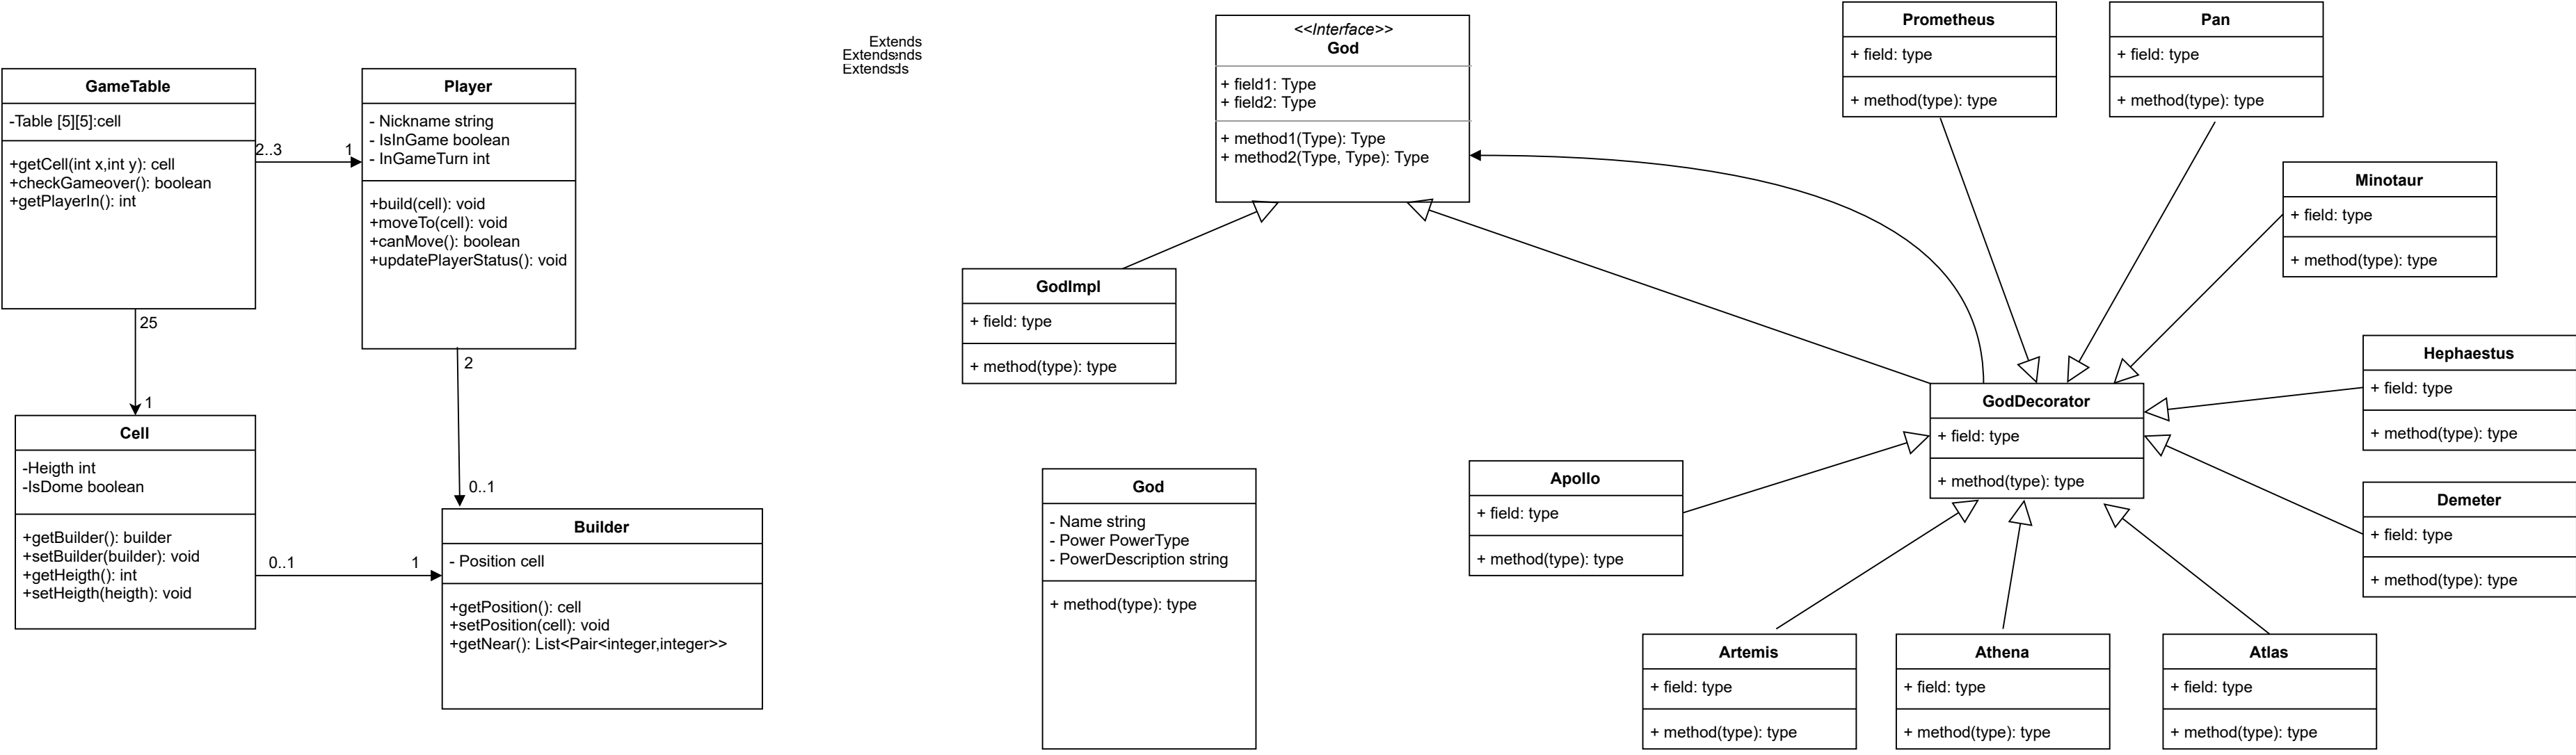 GameTable
-Table [5][5]:cell
+getCell(int x,int y): cell
+checkGameover(): boolean
+getPlayerIn(): int
2..3
1
Player
- Nickname string
- IsInGame boolean
- InGameTurn int
+build(cell): void
+moveTo(cell): void
+canMove(): boolean
+updatePlayerStatus(): void
25
1
2
0..1
Cell
-Heigth int
-IsDome boolean
+getBuilder(): builder
+setBuilder(builder): void
+getHeigth(): int
+setHeigth(heigth): void
0..1
1
Builder
- Position cell
+getPosition(): cell
+setPosition(cell): void
+getNear(): List<Pair<integer,integer>>
Extends
Extends
Extends
<<Interface>>
God
+ field1: Type
+ field2: Type
+ method1(Type): Type
+ method2(Type, Type): Type
GodImpl
+ field: type
+ method(type): type
God
- Name string
- Power PowerType
- PowerDescription string
+ method(type): type
Prometheus
+ field: type
+ method(type): type
Pan
+ field: type
+ method(type): type
Minotaur
+ field: type
+ method(type): type
Hephaestus
+ field: type
+ method(type): type
GodDecorator
+ field: type
+ method(type): type
Apollo
+ field: type
+ method(type): type
Demeter
+ field: type
+ method(type): type
Artemis
+ field: type
+ method(type): type
Athena
+ field: type
+ method(type): type
Atlas
+ field: type
+ method(type): type